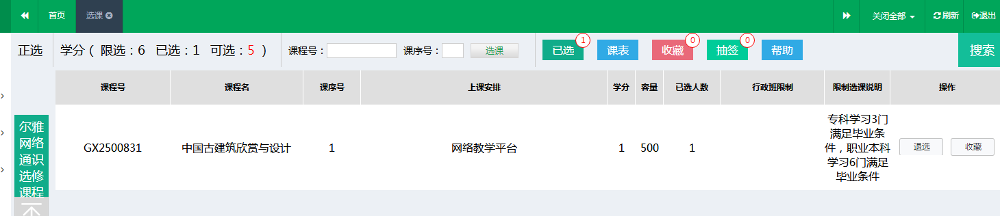 首页 选课 关闭全部 刷新 退出
正选 学分（ 限选：6 已选：1 可选：5 ） 课程号： 课序号： 选课 已选 1 课表 收藏 0 抽签 0 帮助 搜索
课程号 课程名 课序号 上课安排 学分 容量 已选人数 行政班限制 限制选课说明 操作
尔雅
网络
通识
选修
课程
GX2500831 中国古建筑欣赏与设计 1 网络教学平台 1 500 1
专科学习3门
满足毕业条
件，职业本科
学习6门满足
毕业条件
退选 收藏